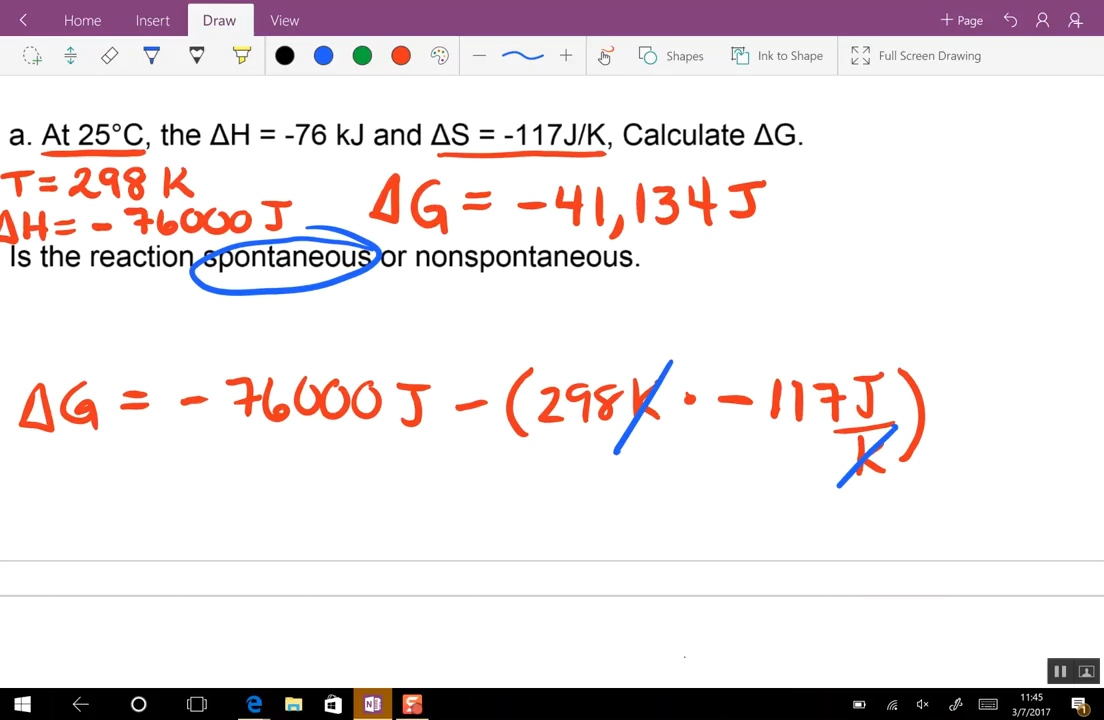 Home Insert Draw View + Page
Shapes Ink to Shape Full Screen Drawing
a. At 25°C, the ΔH = -76 kJ and ΔS = -117J/K, Calculate ΔG.
T = 298 K
ΔH = - 76000 J
ΔG = - 41,134 J
Is the reaction spontaneous or nonspontaneous.
ΔG = - 76000 J - (298K · - 117 J/K)
11:45
3/7/2017
1